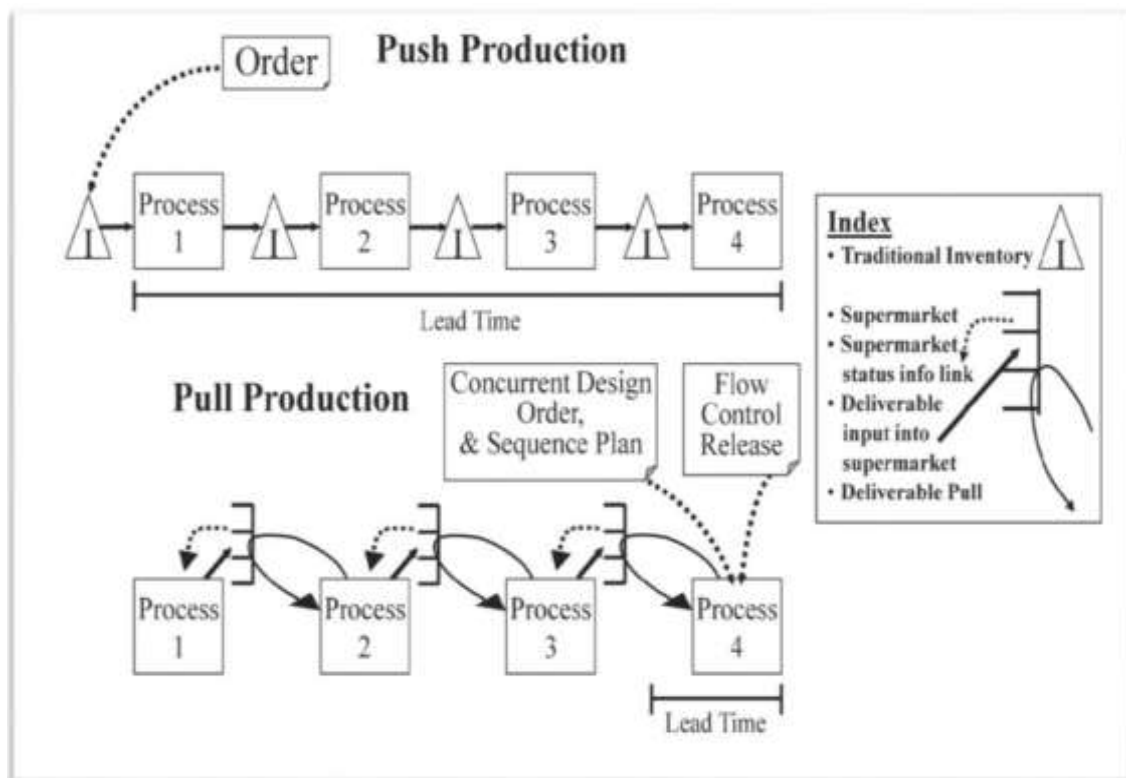 Push Production
Order
Process
1
Process
2
Process
3
Process
4
I
I
I
I
Lead Time
Pull Production
Concurrent Design
Order,
& Sequence Plan
Flow
Control
Release
Process
1
Process
2
Process
3
Process
4
Lead Time
Index
• Traditional Inventory
I
• Supermarket
• Supermarket
status info link
• Deliverable
input into
supermarket
• Deliverable Pull